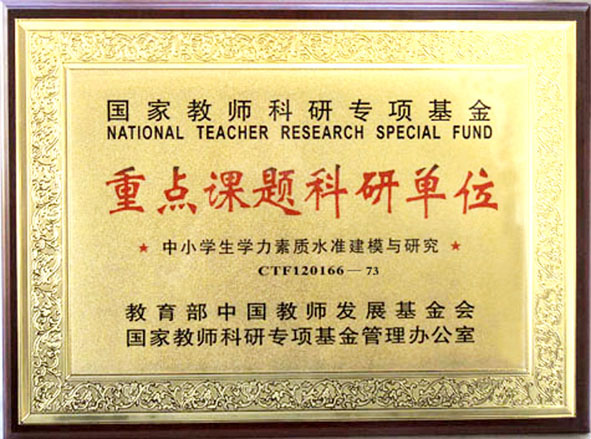 国家教师科研专项基金
NATIONAL TEACHER RESEARCH SPECIAL FUND
重点课题科研单位
★ 中小学生学力素质水准建模与研究 ★
CTF120166—73
教育部中国教师发展基金会
国家教师科研专项基金管理办公室